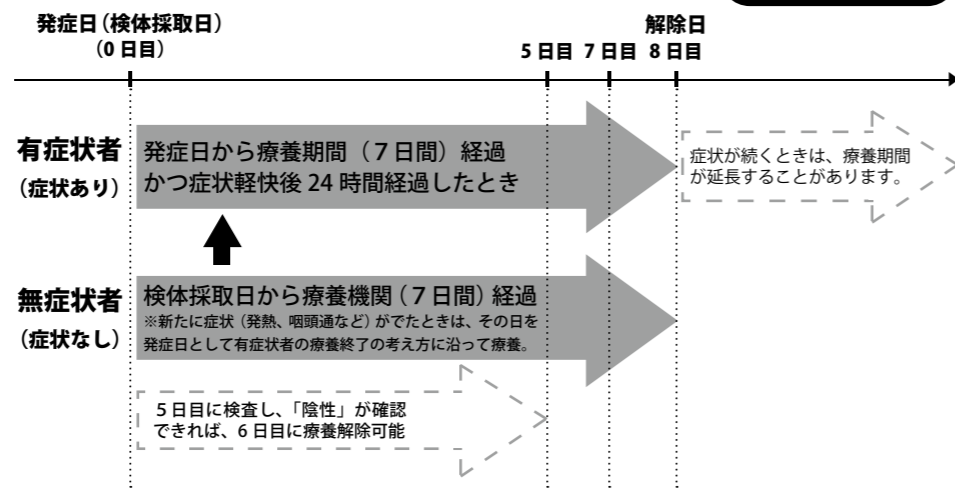 発症日（検体採取日）
（0 日目）
解除日
5 日目 7 日目 8 日目
有症状者
（症状あり）
発症日から療養期間（７日間）経過
かつ症状軽快後 24 時間経過したとき
症状が続くときは、療養期間
が延長することがあります。
無症状者
（症状なし）
検体採取日から療養機関（７日間）経過
※新たに症状（発熱、咽頭通など）がでたときは、その日を
発症日として有症状者の療養終了の考え方に沿って療養。
5 日目に検査し、「陰性」が確認
できれば、6 日目に療養解除可能